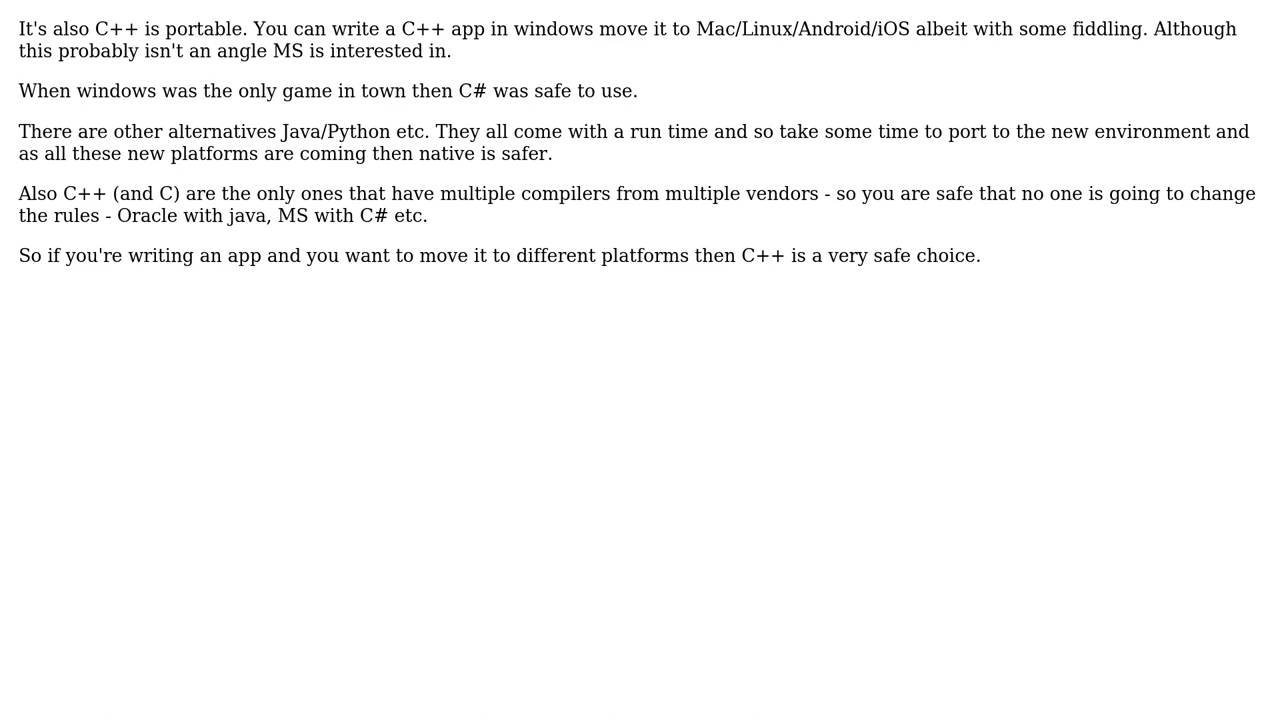 It's also C++ is portable. You can write a C++ app in windows move it to Mac/Linux/Android/iOS albeit with some fiddling. Although
this probably isn't an angle MS is interested in.
When windows was the only game in town then C# was safe to use.
There are other alternatives Java/Python etc. They all come with a run time and so take some time to port to the new environment and
as all these new platforms are coming then native is safer.
Also C++ (and C) are the only ones that have multiple compilers from multiple vendors - so you are safe that no one is going to change
the rules - Oracle with java, MS with C# etc.
So if you're writing an app and you want to move it to different platforms then C++ is a very safe choice.